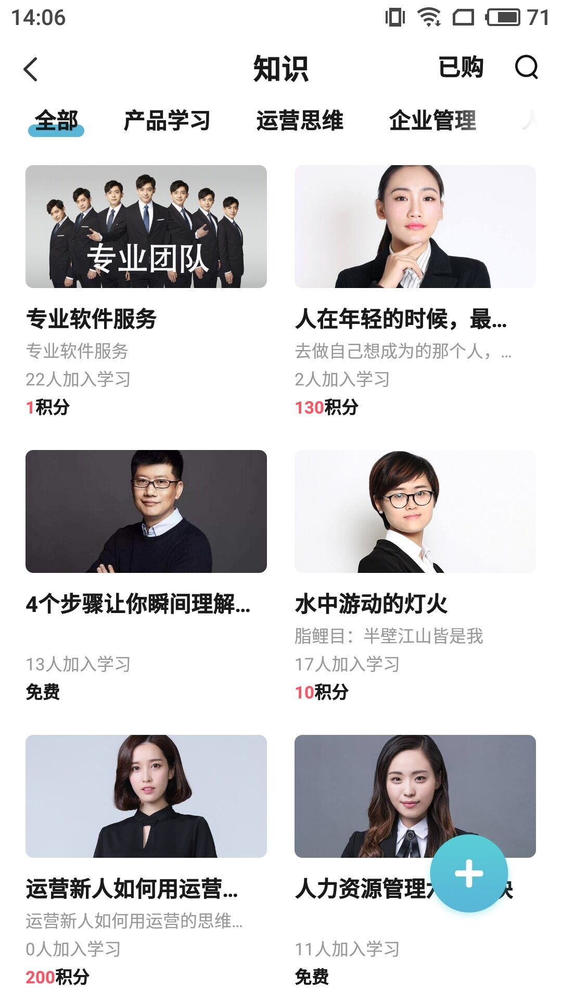 14:06
71
知识
已购
全部
产品学习
运营思维
企业管理
人
专业团队
专业软件服务
专业软件服务
22人加入学习
1积分
人在年轻的时候，最...
去做自己想成为的那个人，...
2人加入学习
130积分
4个步骤让你瞬间理解...
13人加入学习
免费
水中游动的灯火
脂鲤目：半壁江山皆是我
17人加入学习
10积分
运营新人如何用运营...
运营新人如何用运营的思维...
0人加入学习
200积分
人力资源管理
11人加入学习
免费